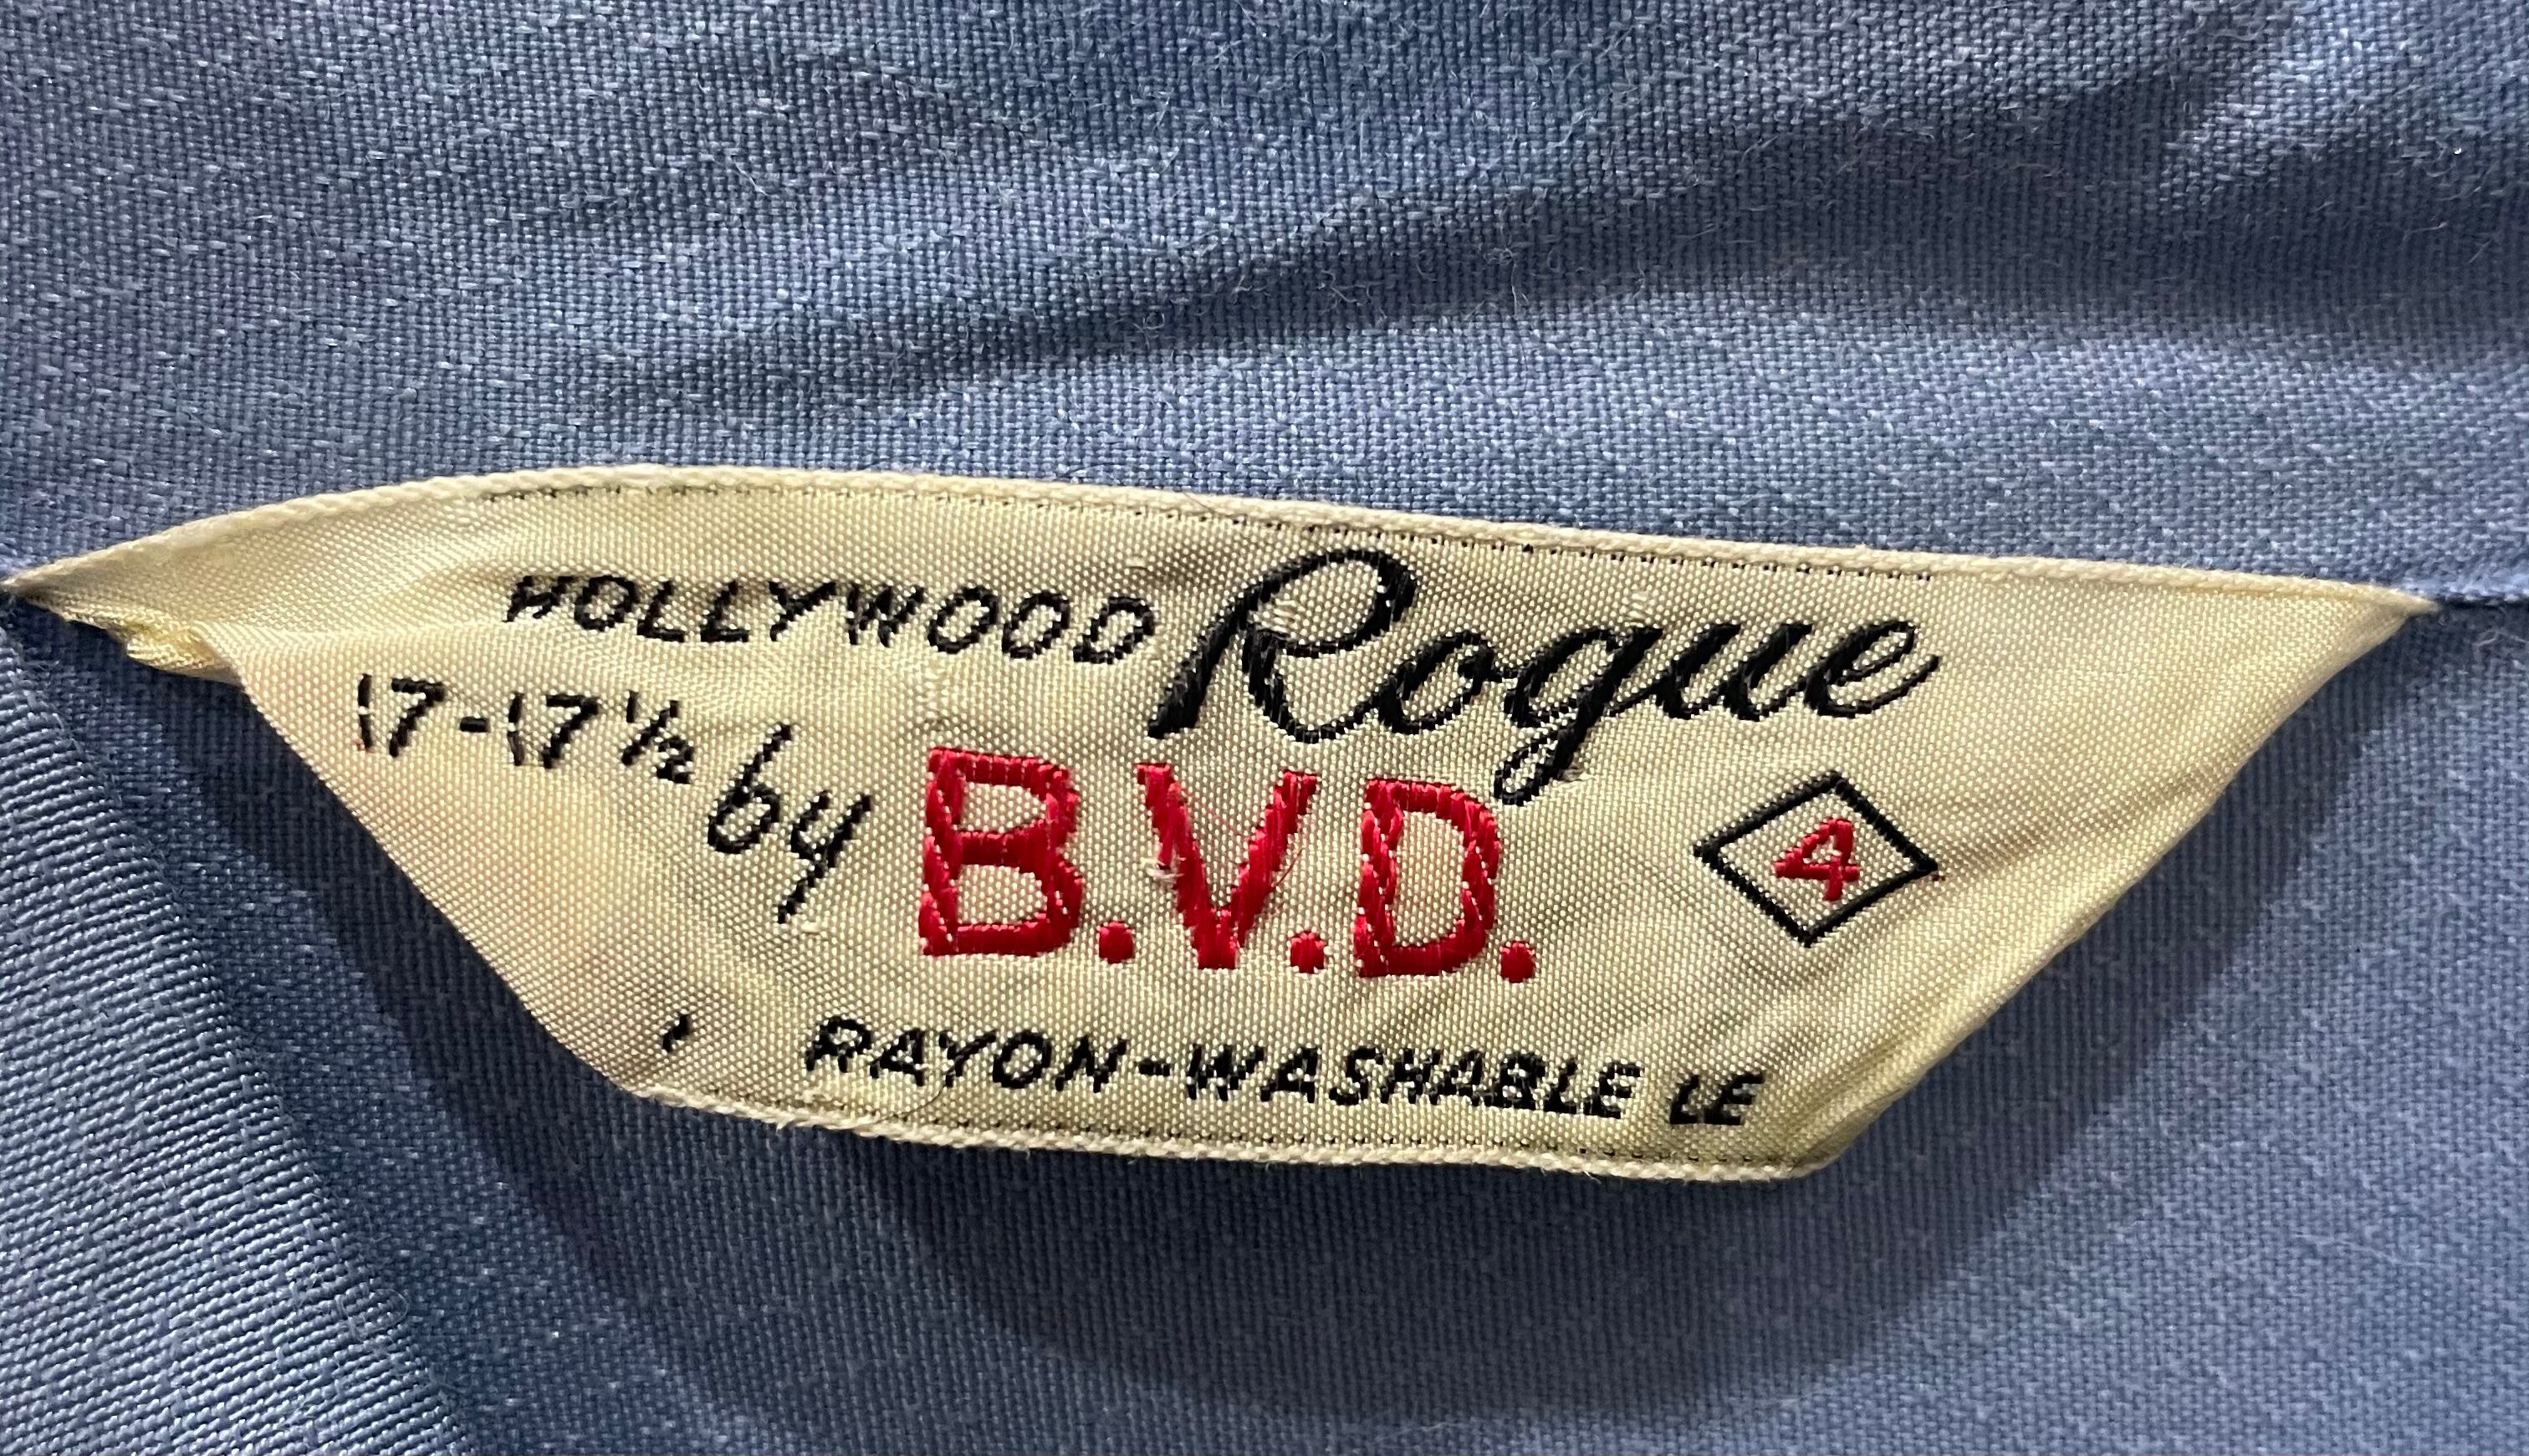 HOLLYWOOD Rogue
17-17½ by B.V.D. 4
RAYON-WASHABLE LE